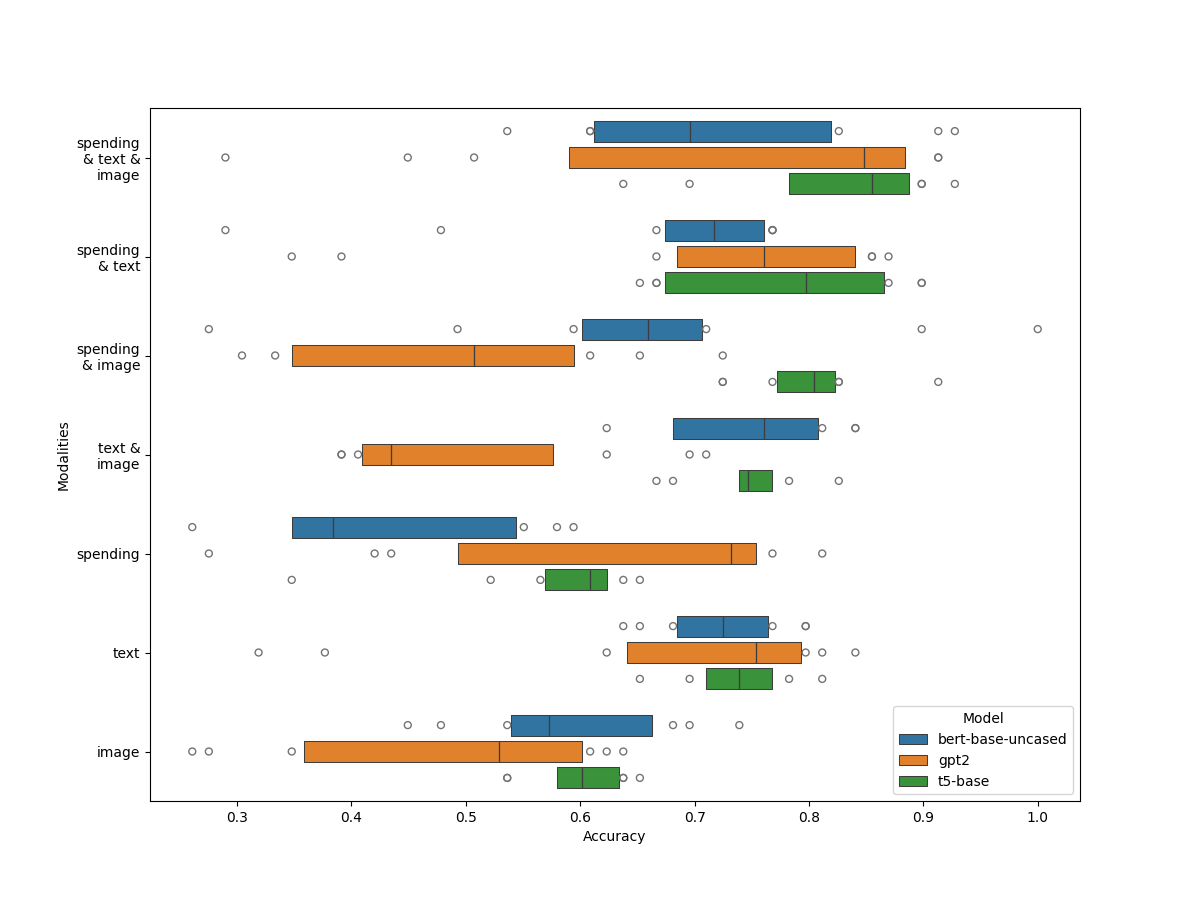 Modalities
spending
& text &
image
spending
& text
spending
& image
text &
image
spending
text
image
Model
bert-base-uncased
gpt2
t5-base
0.3 0.4 0.5 0.6 0.7 0.8 0.9 1.0
Accuracy